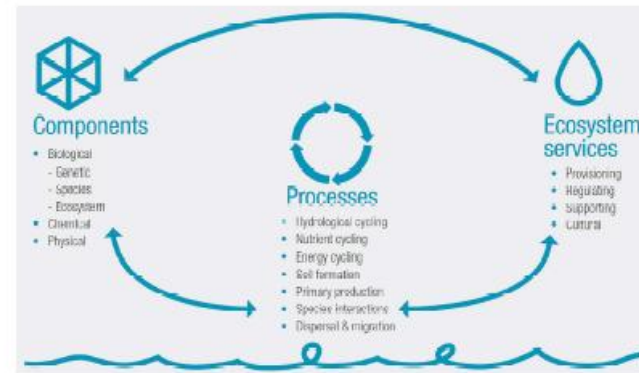 Components
• Biological
- Genetic
- Species
- Ecosystem
• Chemical
• Physical
Processes
• Hydrological cycling
• Nutrient cycling
• Energy cycling
• Soil formation
• Primary production
• Species interactions
• Dispersal & migration
Ecosystem
services
• Provisioning
• Regulating
• Supporting
• Cultural